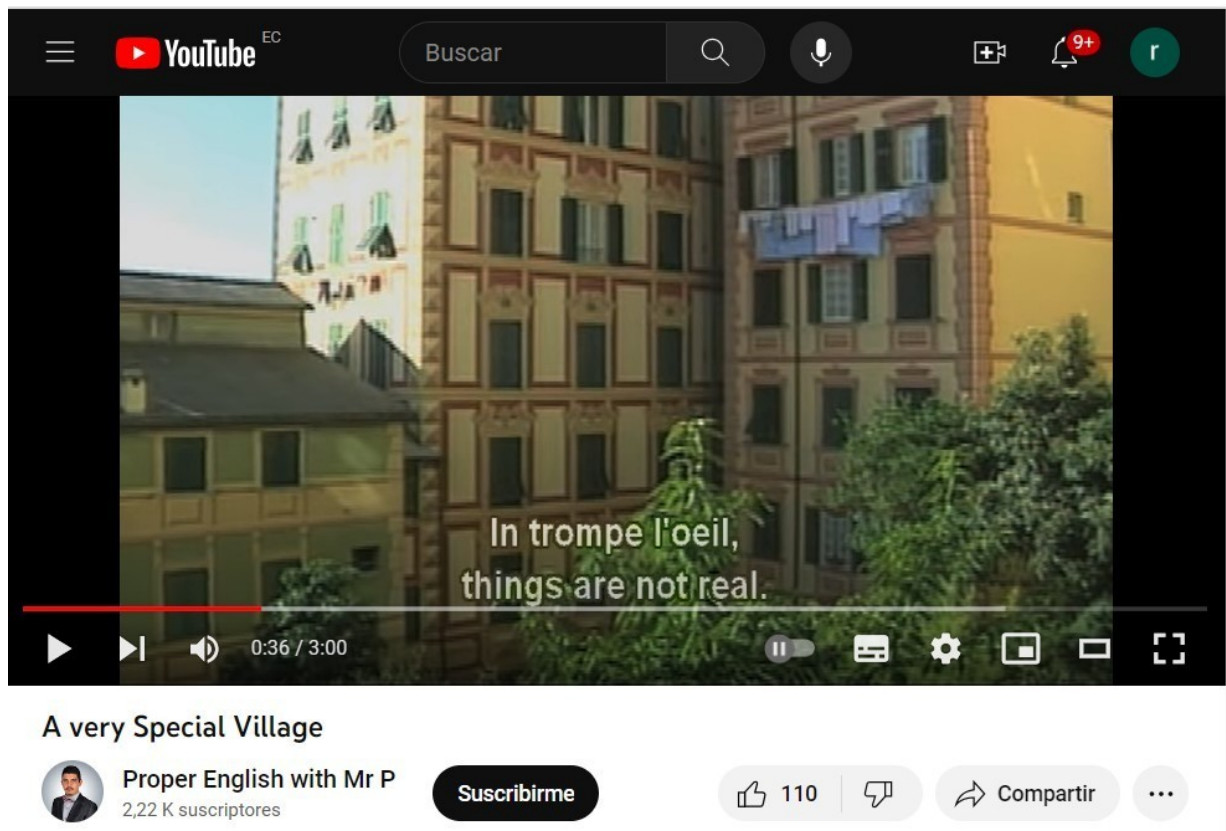 YouTube EC
Buscar
9+
r
In trompe l'oeil,
things are not real.
0:36 / 3:00
A very Special Village
Proper English with Mr P
2,22 K suscriptores
Suscribirme
110
Compartir